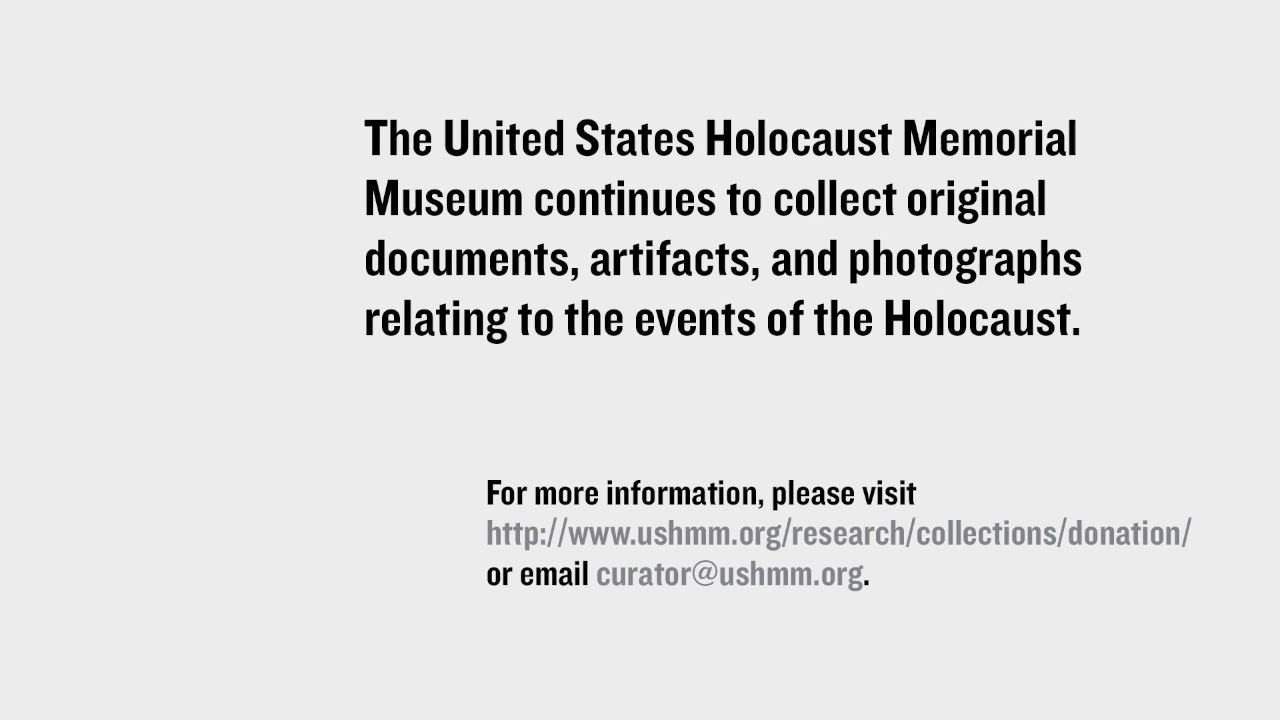 The United States Holocaust Memorial
Museum continues to collect original
documents, artifacts, and photographs
relating to the events of the Holocaust.
For more information, please visit
http://www.ushmm.org/research/collections/donation/
or email curator@ushmm.org.